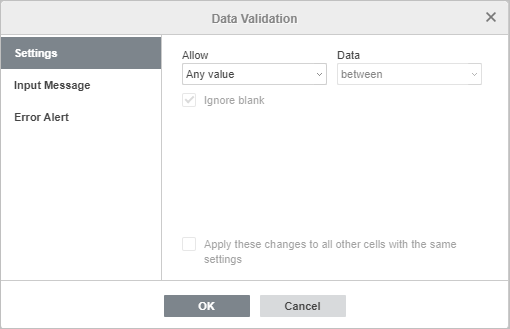 Data Validation
Settings
Input Message
Error Alert
Allow
Data
Any value
between
Ignore blank
Apply these changes to all other cells with the same
settings
OK
Cancel